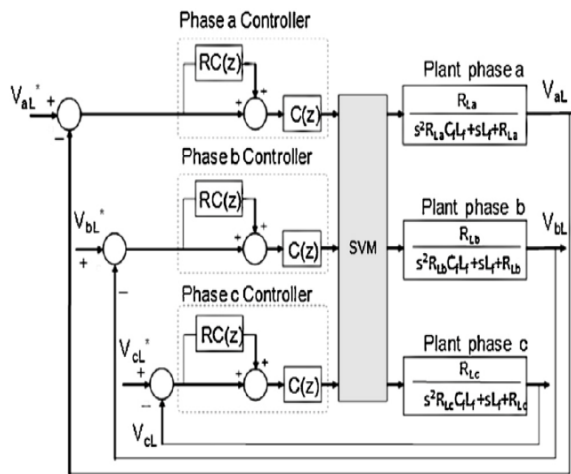 Phase a Controller
RC(z)
V_aL*
+
−
+
+
C(z)
Plant phase a
R_La
s²R_LaC_fL_f+sL_f+R_La
V_aL
Phase b Controller
RC(z)
V_bL*
+
−
+
+
C(z)
SVM
Plant phase b
R_Lb
s²R_LbC_fL_f+sL_f+R_Lb
V_bL
Phase c Controller
RC(z)
V_cL*
+
−
+
+
C(z)
Plant phase c
R_Lc
s²R_LcC_fL_f+sL_f+R_Lc
V_cL